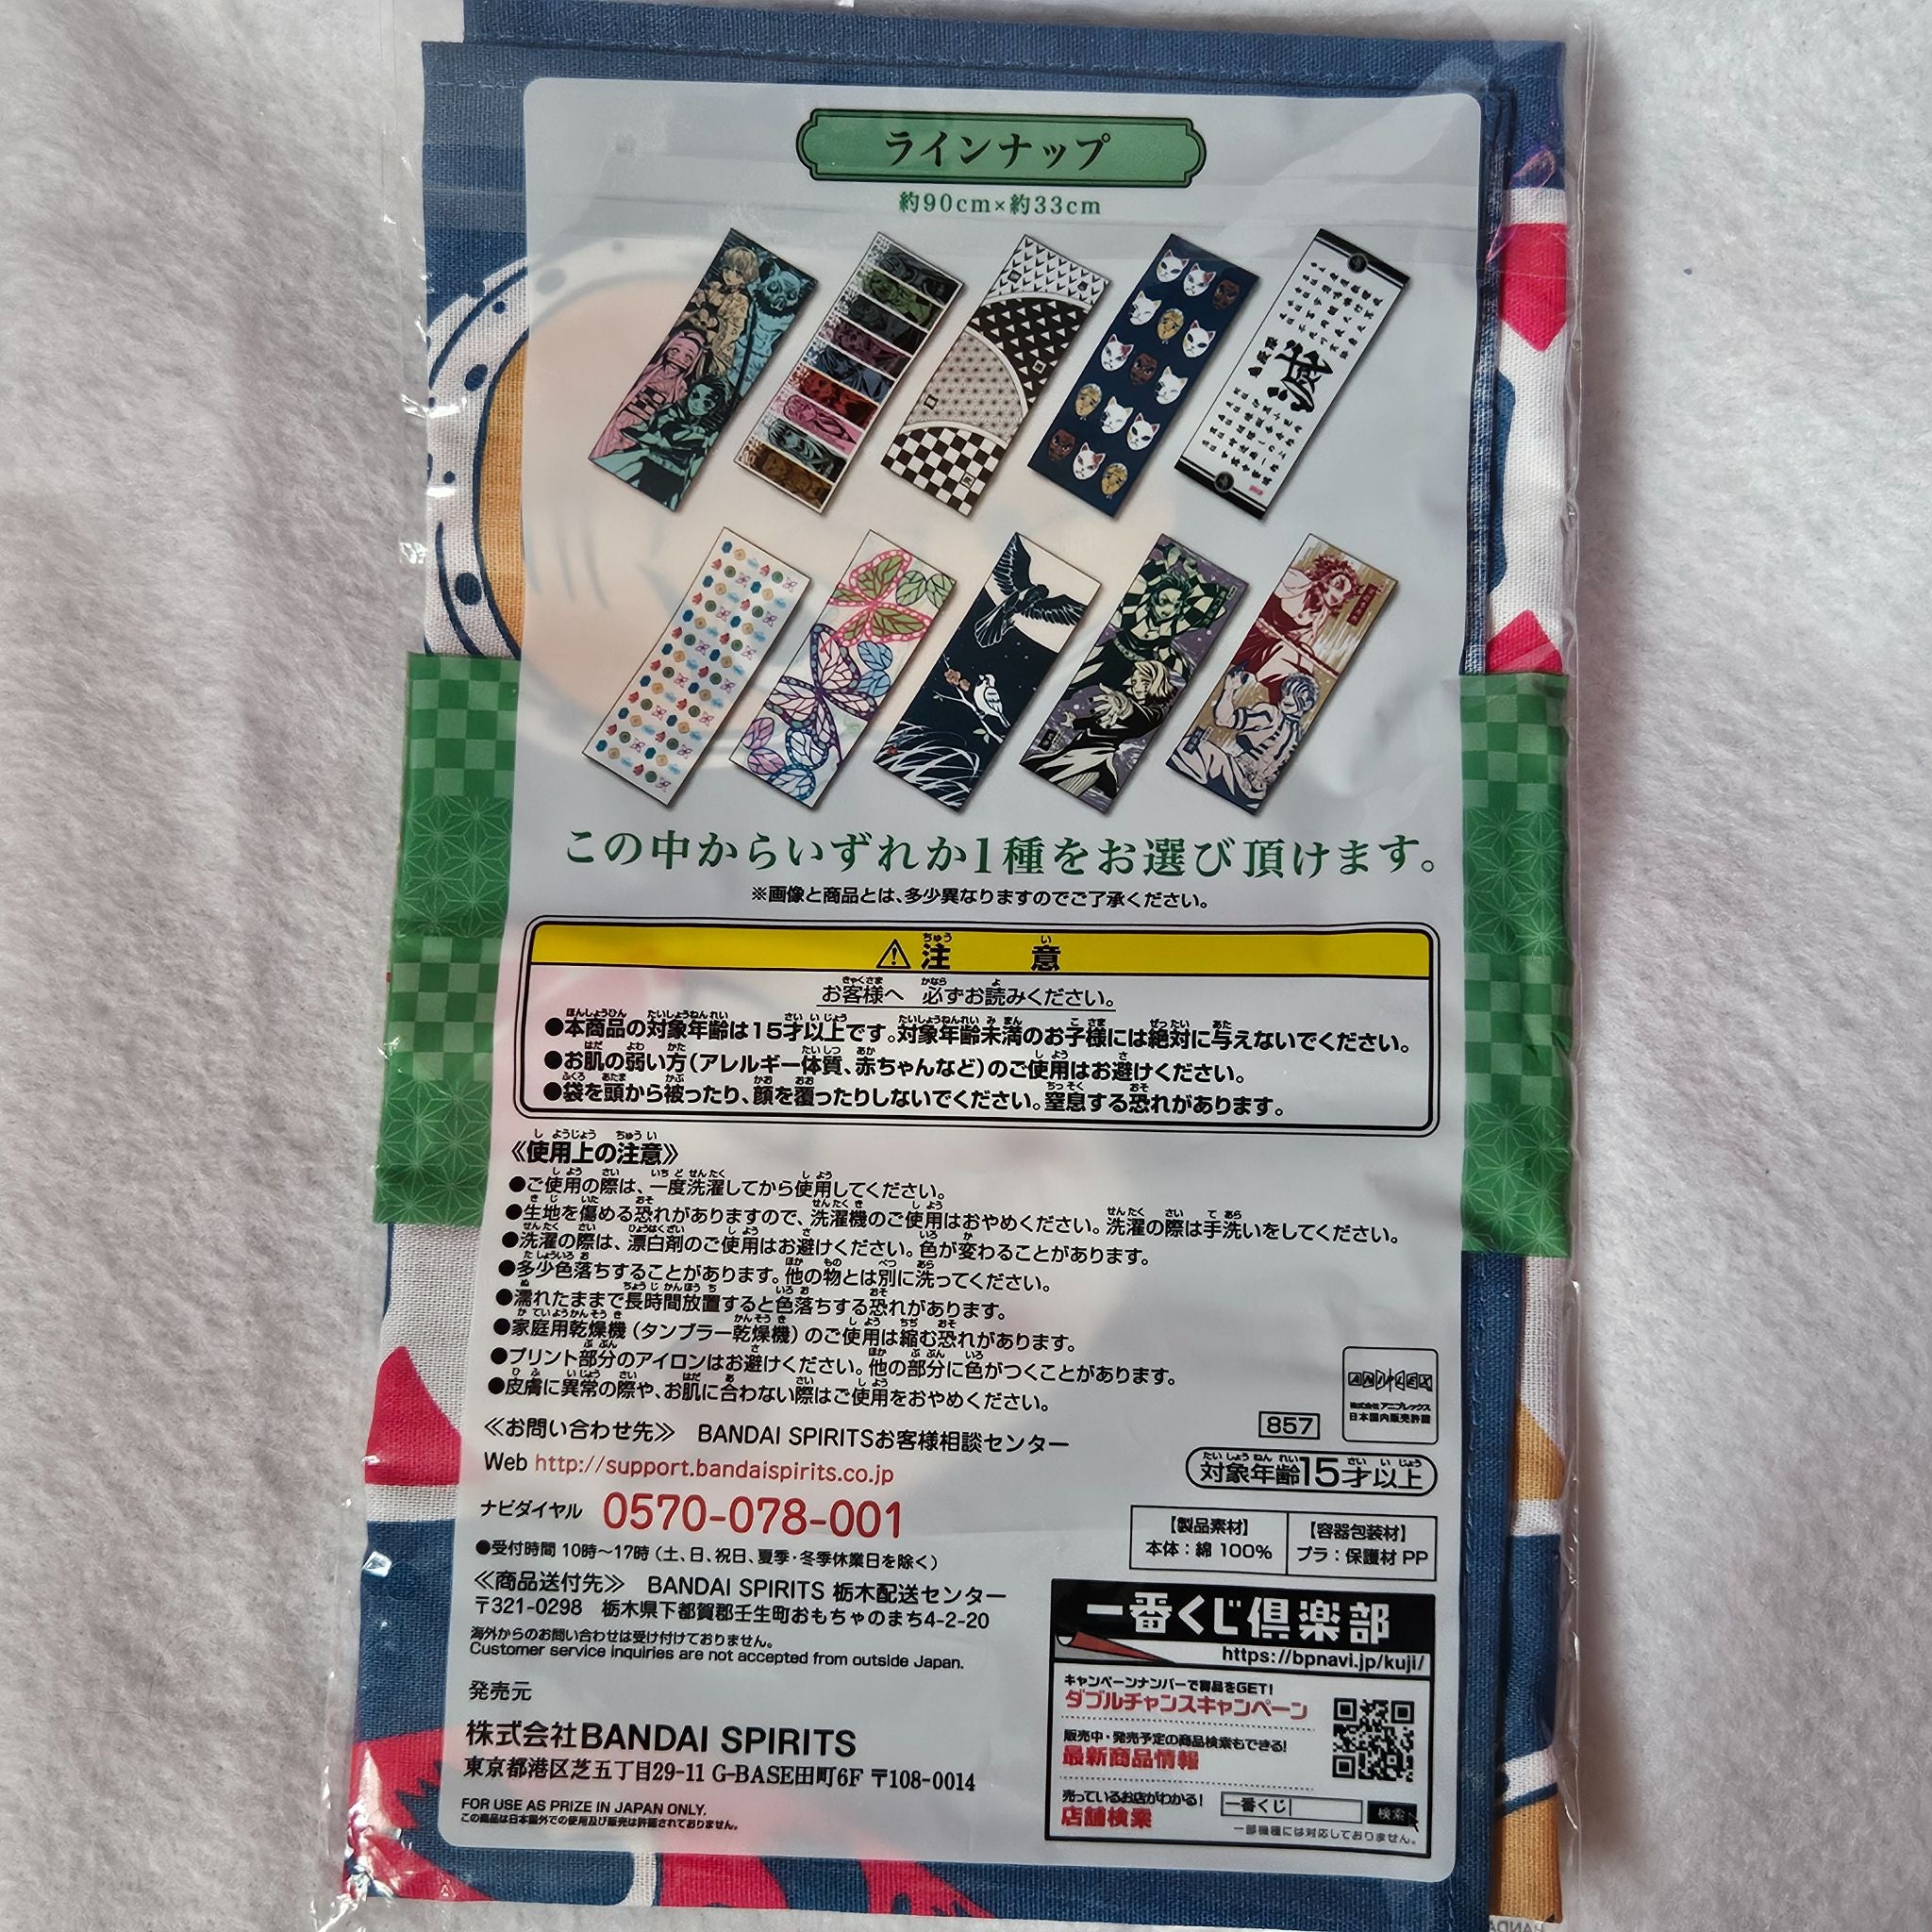 ラインナップ
約90cm×約33cm
滅
この中からいずれか1種をお選び頂けます。
※画像と商品とは、多少異なりますのでご了承ください。
⚠注意
お客様へ 必ずお読みください。
●本商品の対象年齢は15才以上です。対象年齢未満のお子様には絶対に与えないでください。
●お肌の弱い方(アレルギー体質、赤ちゃんなど)のご使用はお避けください。
●袋を頭から被ったり、顔を覆ったりしないでください。窒息する恐れがあります。
《使用上の注意》
●ご使用の際は、一度洗濯してから使用してください。
●生地を傷める恐れがありますので、洗濯機のご使用はおやめください。洗濯の際は手洗いをしてください。
●洗濯の際は、漂白剤のご使用はお避けください。色が変わることがあります。
●多少色落ちすることがあります。他の物とは別に洗ってください。
●濡れたままで長時間放置すると色落ちする恐れがあります。
●家庭用乾燥機(タンブラー乾燥機)のご使用は縮む恐れがあります。
●プリント部分のアイロンはお避けください。他の部分に色がつくことがあります。
●皮膚に異常の際や、お肌に合わない際はご使用をおやめください。
ANIPLEX
株式会社アニプレックス
日本国内販売許諾
857
対象年齢15才以上
≪お問い合わせ先≫ BANDAI SPIRITSお客様相談センター
Web http://support.bandaispirits.co.jp
ナビダイヤル 0570-078-001
●受付時間 10時～17時(土、日、祝日、夏季・冬季休業日を除く)
≪商品送付先≫ BANDAI SPIRITS 栃木配送センター
〒321-0298 栃木県下都賀郡壬生町おもちゃのまち4-2-20
海外からのお問い合わせは受け付けておりません。
Customer service inquiries are not accepted from outside Japan.
発売元
株式会社BANDAI SPIRITS
東京都港区芝五丁目29-11 G-BASE田町6F 〒108-0014
FOR USE AS PRIZE IN JAPAN ONLY.
この商品は日本国外での使用及び販売は許諾されておりません。
【製品素材】
本体：綿 100%
【容器包装材】
プラ：保護材 PP
一番くじ倶楽部
https://bpnavi.jp/kuji/
キャンペーンナンバーで賞品をGET!
ダブルチャンスキャンペーン
販売中・発売予定の商品検索もできる!
最新商品情報
売っているお店がわかる!
店舗検索
一番くじ
検索
一部機種には対応しておりません。